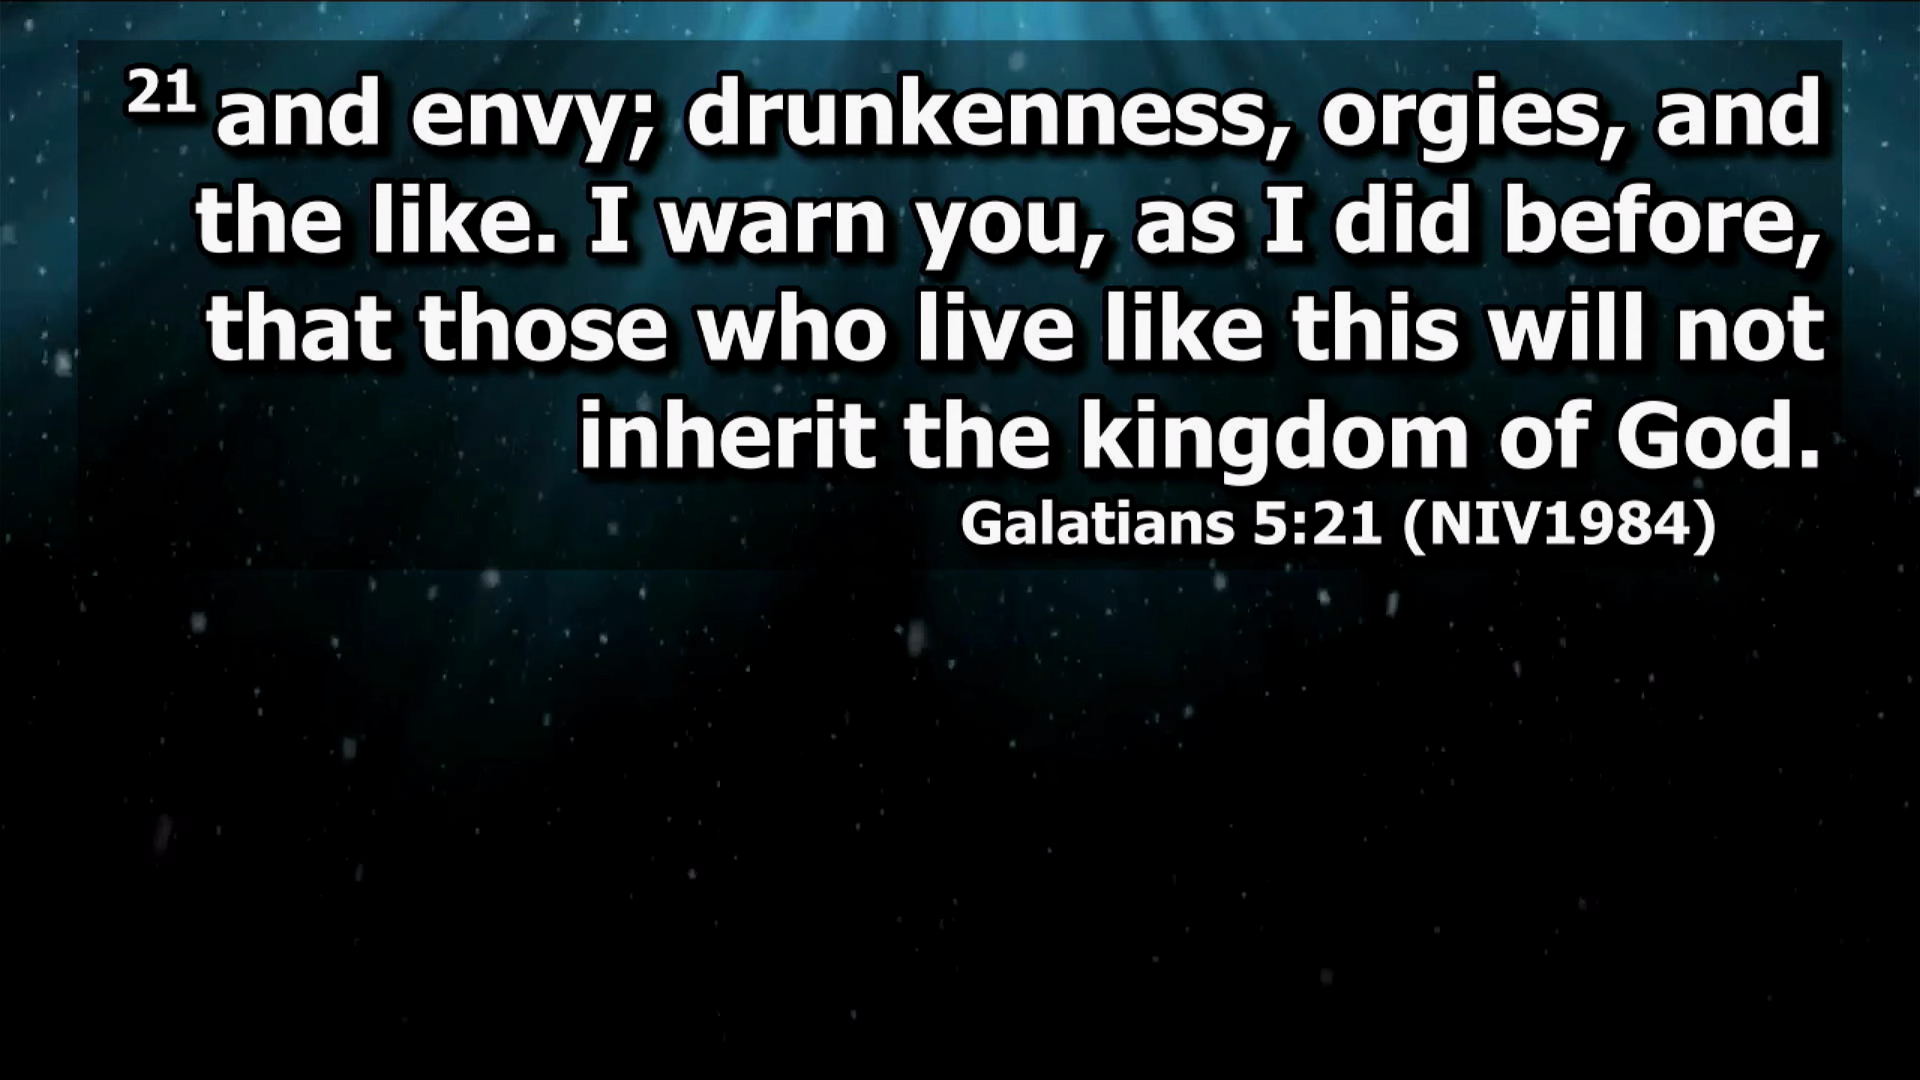 21 and envy; drunkenness, orgies, and
the like. I warn you, as I did before,
that those who live like this will not
inherit the kingdom of God.
Galatians 5:21 (NIV1984)